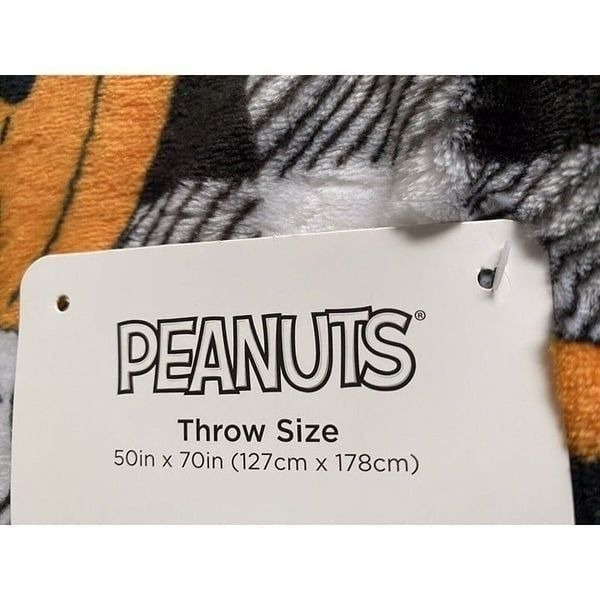 PEANUTS®
Throw Size
50in x 70in (127cm x 178cm)